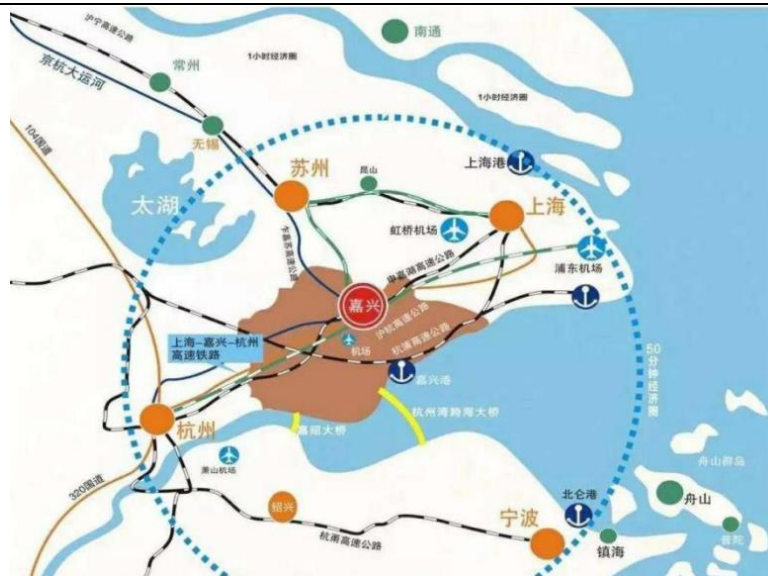 沪宁高速公路
南通
京杭大运河
常州
1小时经济圈
1小时经济圈
104国道
无锡
苏州
昆山
上海港
太湖
上海
虹桥机场
乍嘉苏高速公路
申嘉湖高速公路
浦东机场
嘉兴
沪杭高速公路
上海-嘉兴-杭州
高速铁路
机场
杭浦高速公路
50分钟经济圈
嘉兴港
杭州湾跨海大桥
杭州
嘉绍大桥
萧山机场
舟山群岛
320国道
绍兴
北仑港
舟山
宁波
杭甬高速公路
镇海
普陀